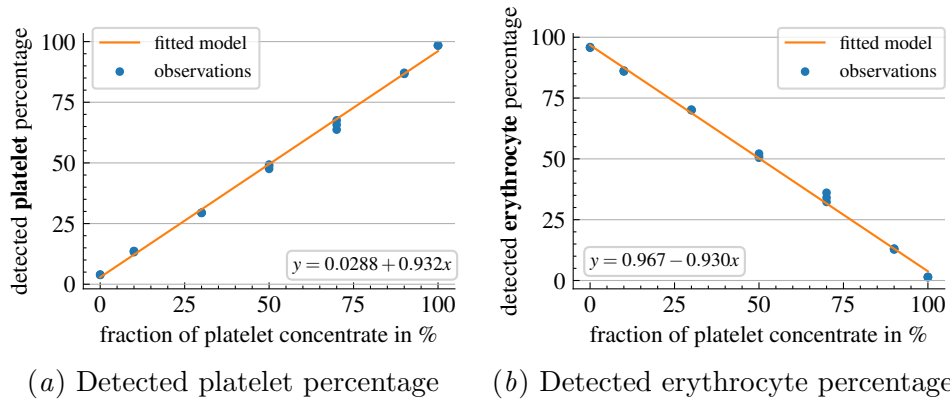 detected platelet percentage
100
75
50
25
0
fitted model
observations
y = 0.0288 + 0.932x
0 25 50 75 100
fraction of platelet concentrate in %
(a) Detected platelet percentage
detected erythrocyte percentage
100
75
50
25
0
fitted model
observations
y = 0.967 − 0.930x
0 25 50 75 100
fraction of platelet concentrate in %
(b) Detected erythrocyte percentage